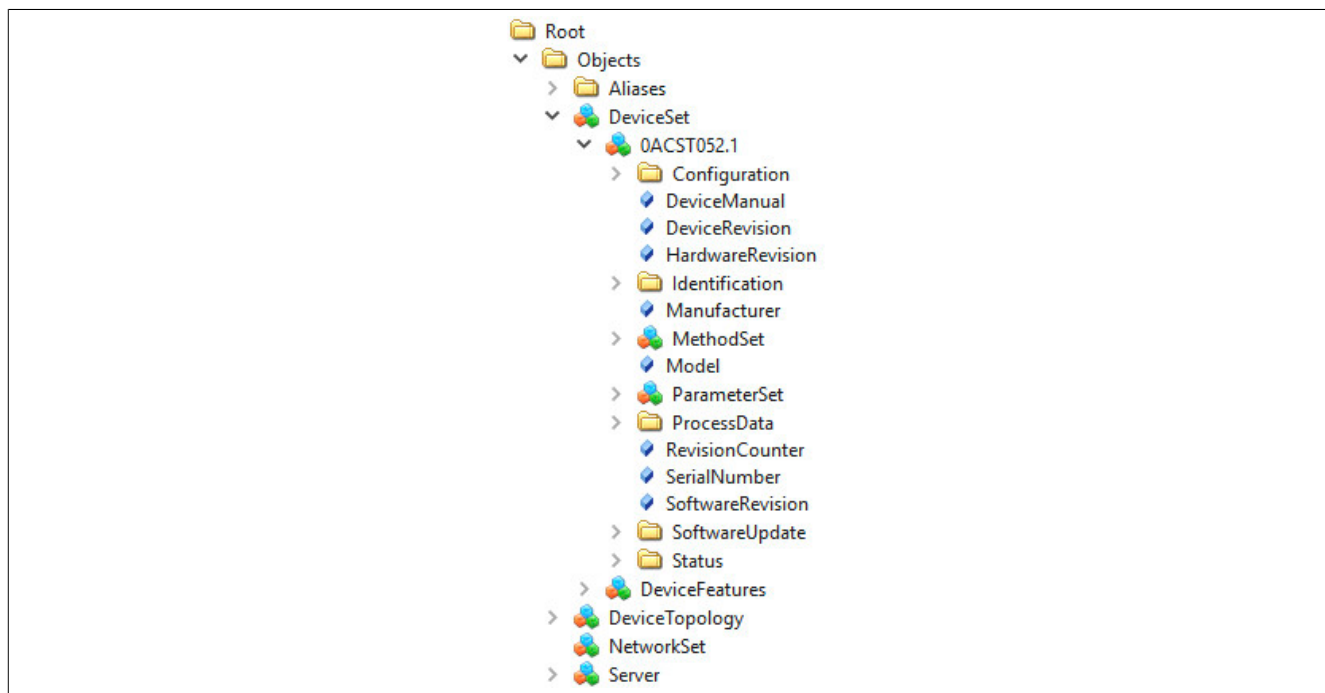 Root
Objects
Aliases
DeviceSet
0ACST052.1
Configuration
DeviceManual
DeviceRevision
HardwareRevision
Identification
Manufacturer
MethodSet
Model
ParameterSet
ProcessData
RevisionCounter
SerialNumber
SoftwareRevision
SoftwareUpdate
Status
DeviceFeatures
DeviceTopology
NetworkSet
Server